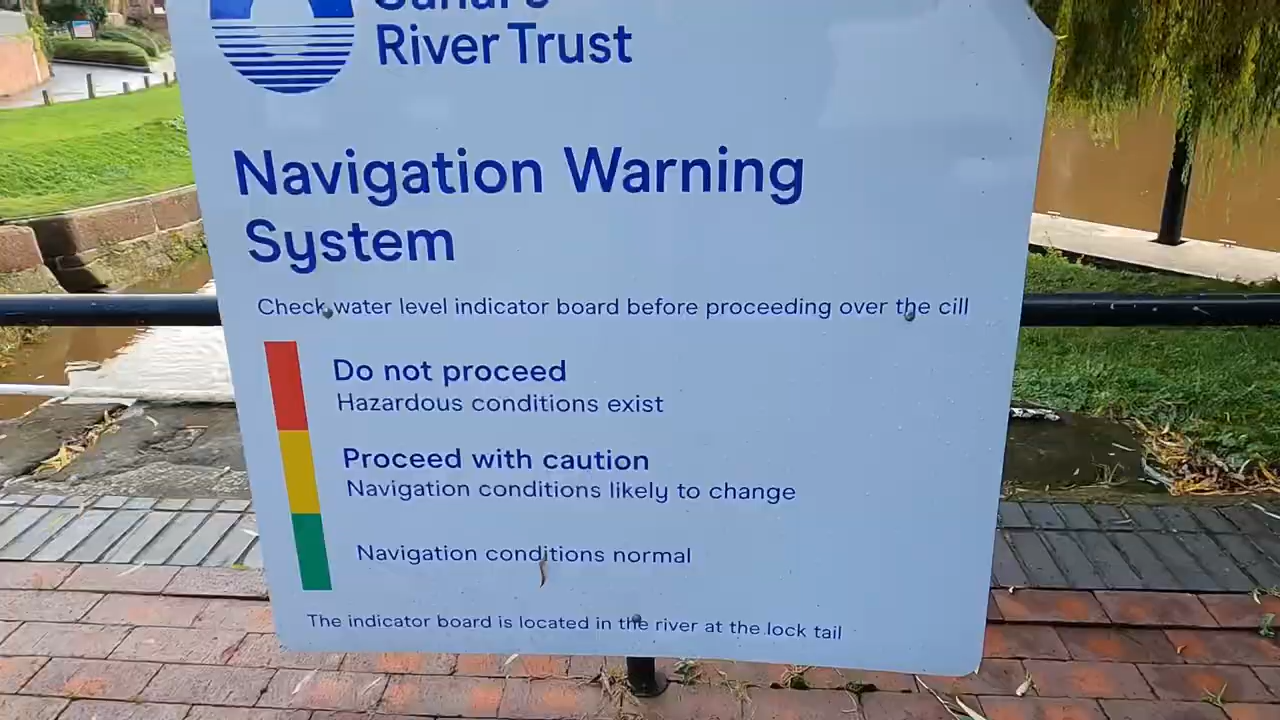 River Trust
Navigation Warning
System
Check water level indicator board before proceeding over the cill
Do not proceed
Hazardous conditions exist
Proceed with caution
Navigation conditions likely to change
Navigation conditions normal
The indicator board is located in the river at the lock tail